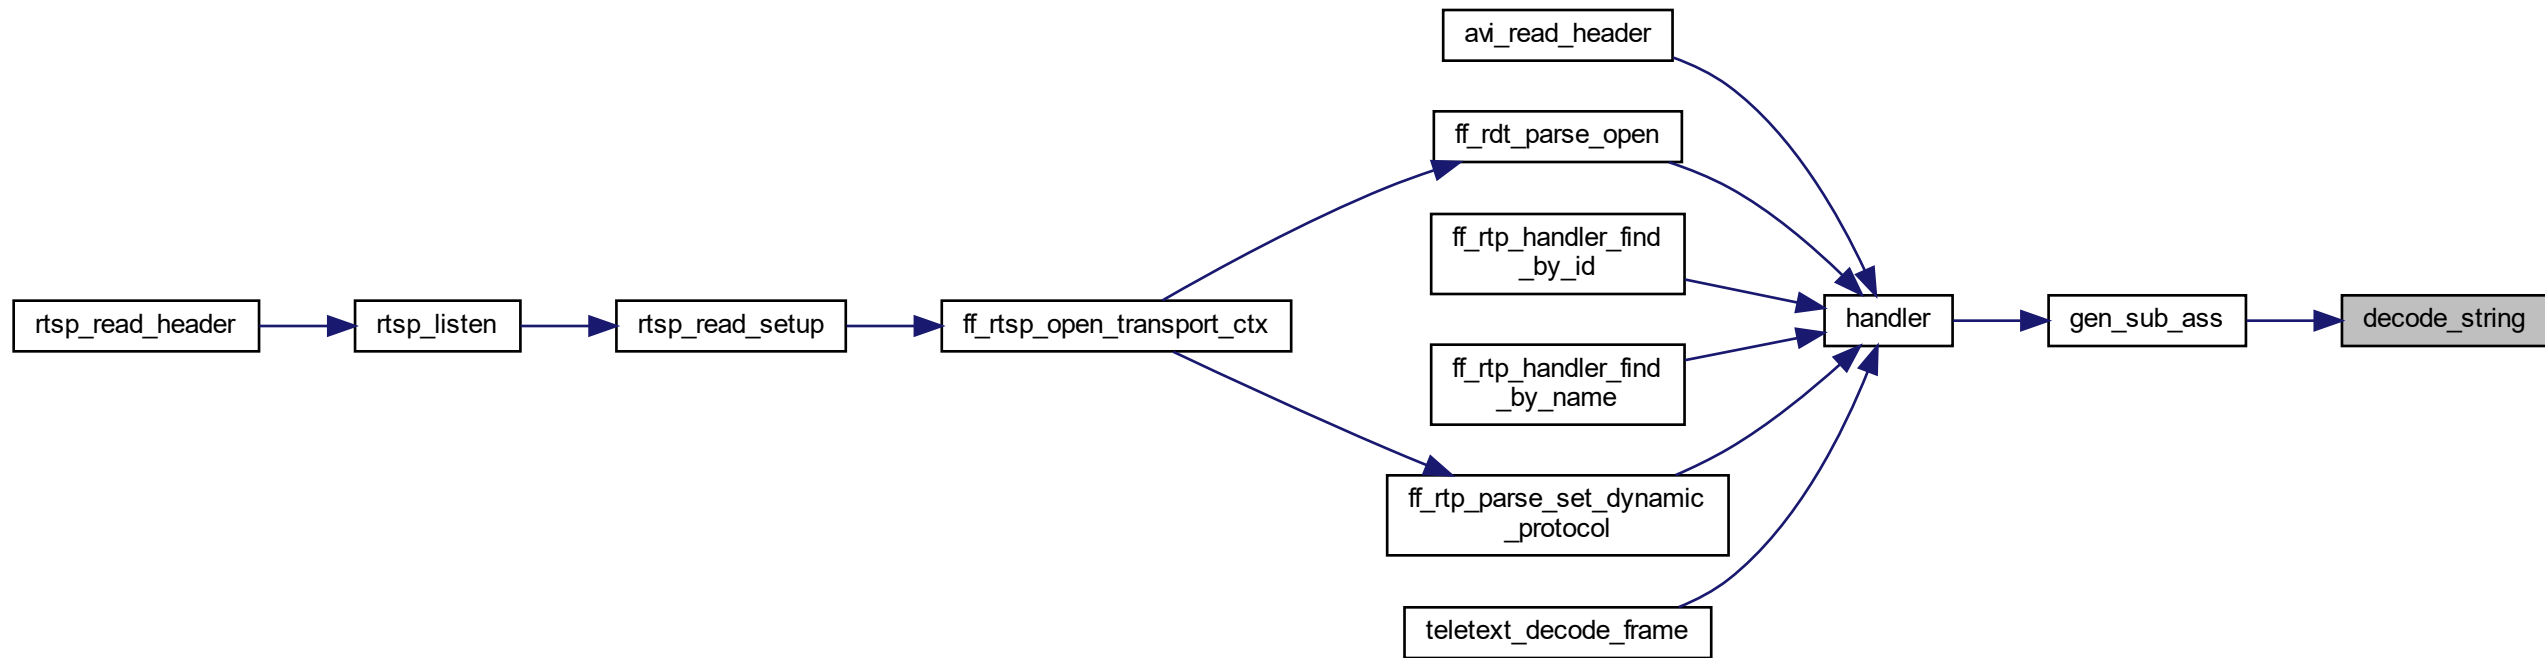 avi_read_header
ff_rdt_parse_open
ff_rtp_handler_find
_by_id
rtsp_read_header
rtsp_listen
rtsp_read_setup
ff_rtsp_open_transport_ctx
handler
gen_sub_ass
decode_string
ff_rtp_handler_find
_by_name
ff_rtp_parse_set_dynamic
_protocol
teletext_decode_frame